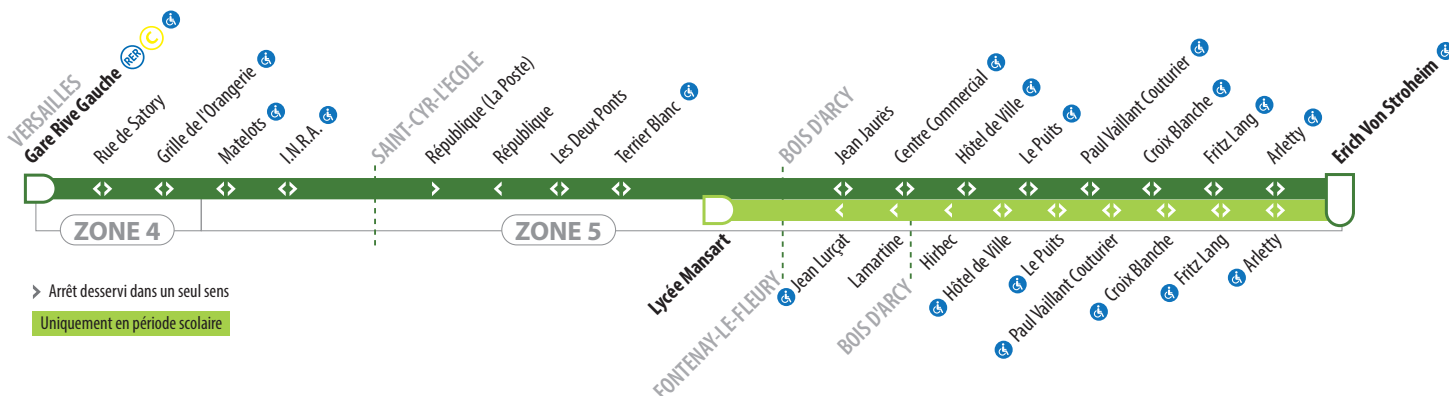 VERSAILLES
Gare Rive Gauche RER C
Rue de Satory
Grille de l'Orangerie
Matelots
I.N.R.A.
SAINT-CYR-L'ECOLE
République (La Poste)
République
Les Deux Ponts
Terrier Blanc
BOIS D'ARCY
Jean Jaurès
Centre Commercial
Hôtel de Ville
Le Puits
Paul Vaillant Couturier
Croix Blanche
Fritz Lang
Arletty
Erich Von Stroheim
ZONE 4
ZONE 5
Lycée Mansart
FONTENAY-LE-FLEURY
Jean Lurçat
Lamartine
BOIS D'ARCY
Hirbec
Hôtel de Ville
Le Puits
Paul Vaillant Couturier
Croix Blanche
Fritz Lang
Arletty
> Arrêt desservi dans un seul sens
Uniquement en période scolaire